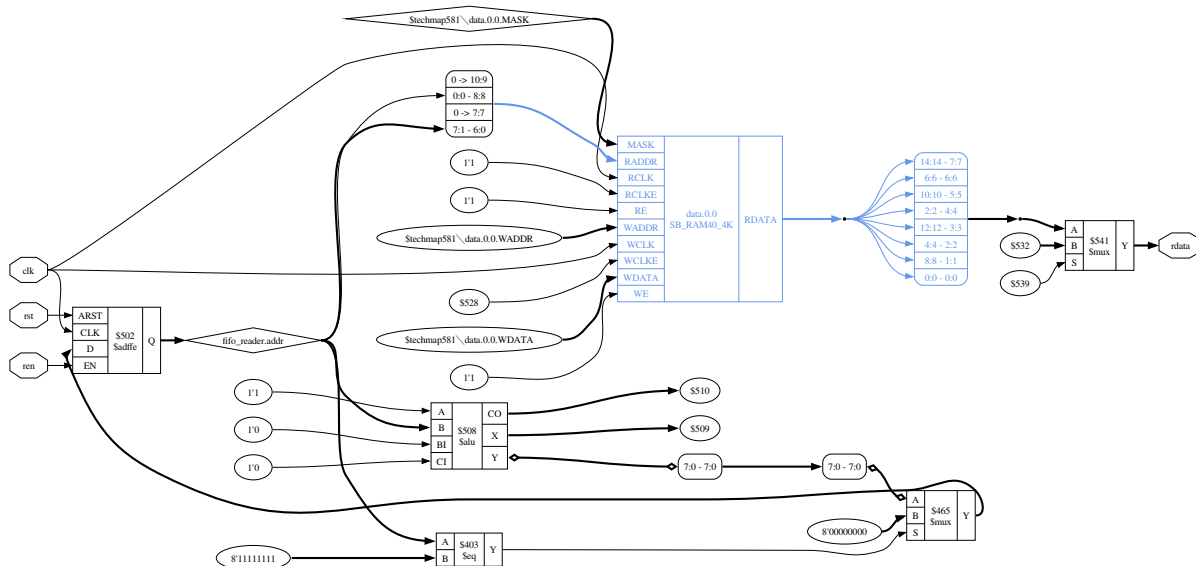 $techmap581\data.0.0.MASK
0 -> 10:9
0:0 - 8:8
0 -> 7:7
7:1 - 6:0
1'1
1'1
$techmap581\data.0.0.WADDR
$528
$techmap581\data.0.0.WDATA
1'1
MASK
RADDR
RCLK
RCLKE
RE
WADDR
WCLK
WCLKE
WDATA
WE
data.0.0
SB_RAM40_4K
RDATA
14:14 - 7:7
6:6 - 6:6
10:10 - 5:5
2:2 - 4:4
12:12 - 3:3
4:4 - 2:2
8:8 - 1:1
0:0 - 0:0
$532
$539
A
B
S
$541
$mux
Y
rdata
clk
rst
ren
ARST
CLK
D
EN
$502
$adffe
Q
fifo_reader.addr
1'1
1'0
1'0
A
B
BI
CI
$508
$alu
CO
X
Y
$510
$509
7:0 - 7:0
7:0 - 7:0
8'00000000
A
B
S
$465
$mux
Y
8'11111111
A
B
$403
$eq
Y